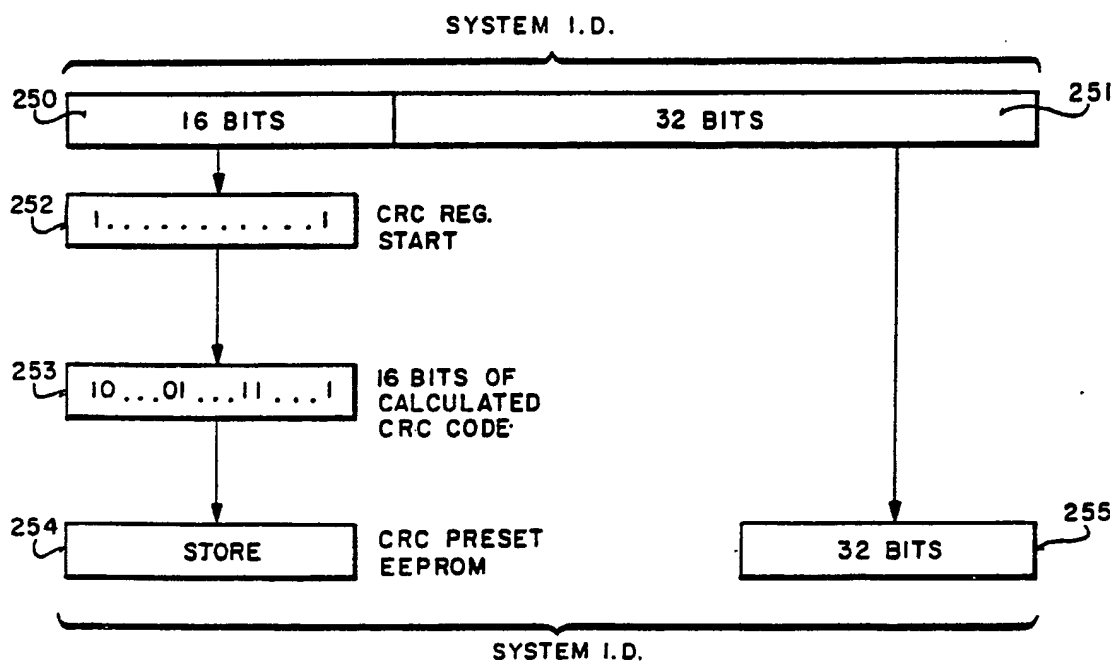 SYSTEM I.D.
250
16 BITS
32 BITS
251
252
1...........1
CRC REG.
START
253
10...01...11...1
16 BITS OF
CALCULATED
CRC CODE
254
STORE
CRC PRESET
EEPROM
32 BITS
255
SYSTEM I.D.